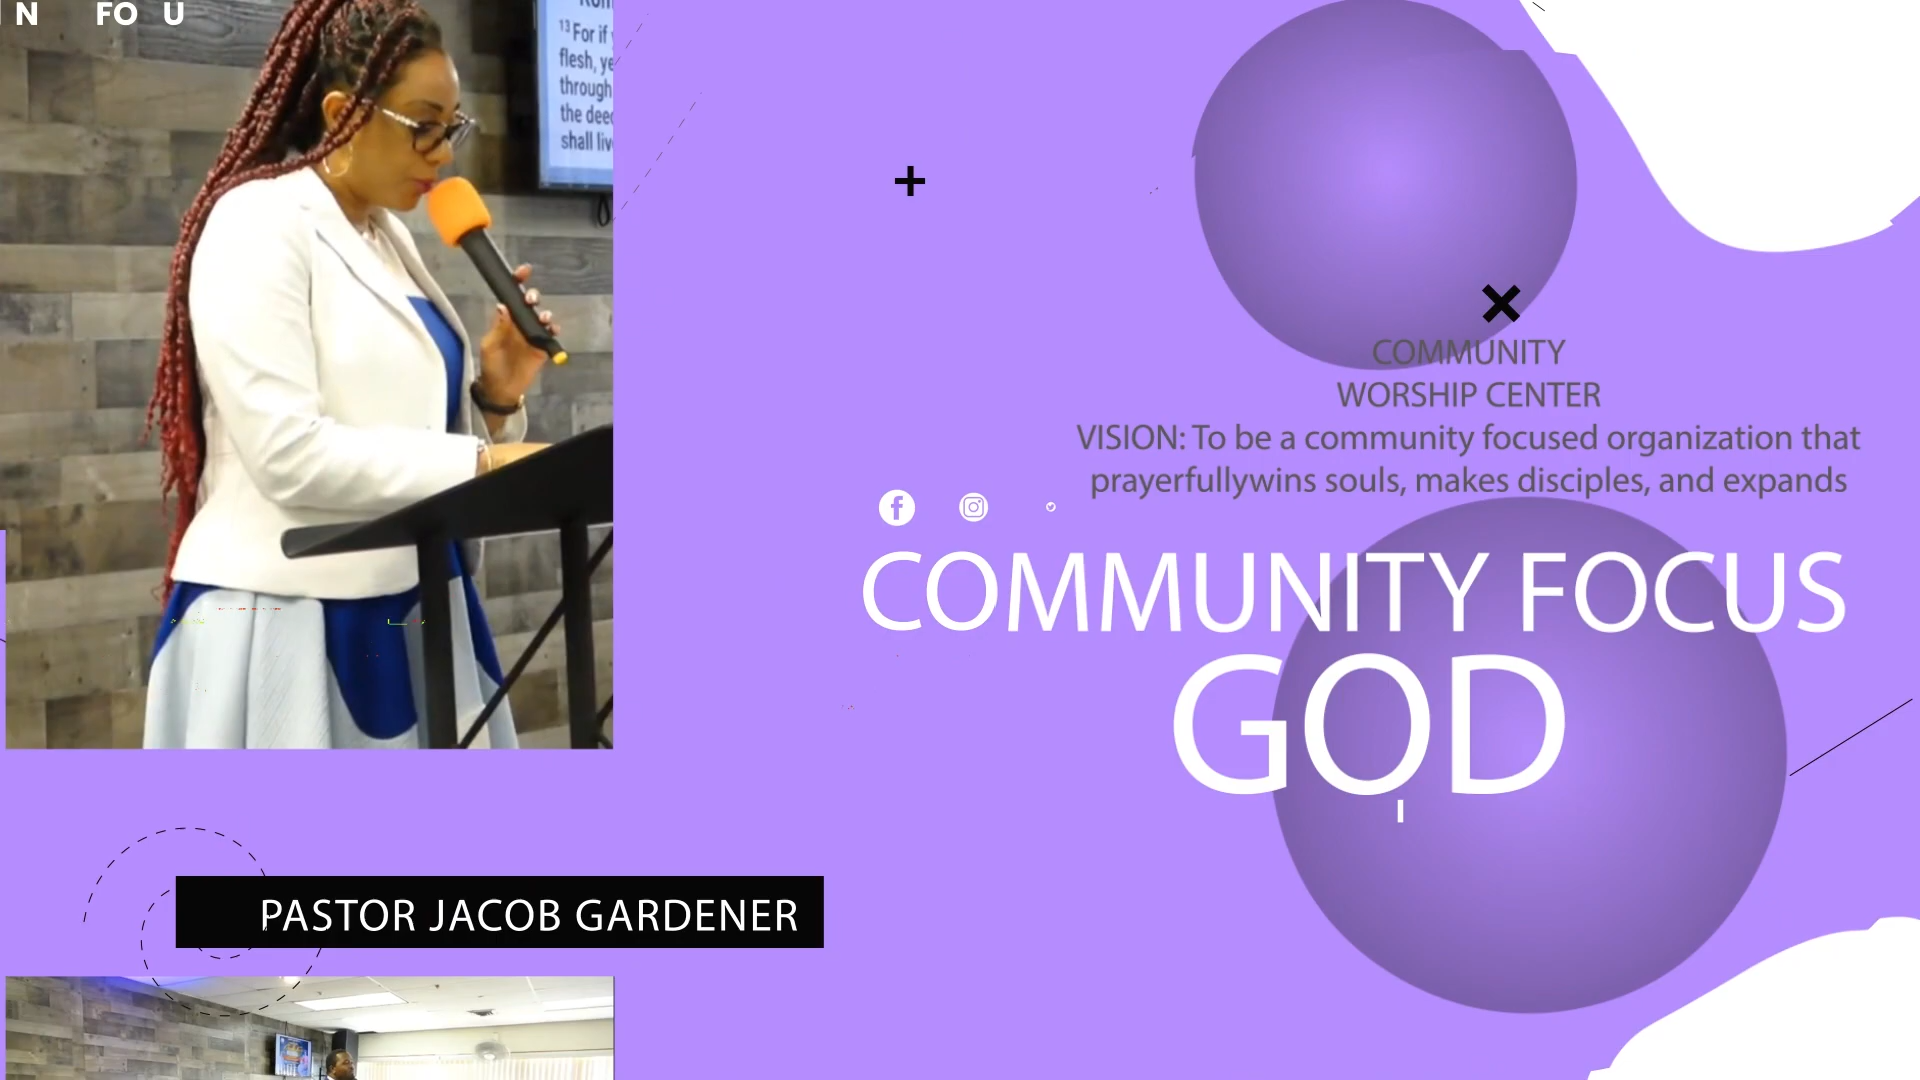 IN FO U
13 For if
flesh, ye
through
the deed
shall liv
COMMUNITY
WORSHIP CENTER
VISION: To be a community focused organization that
prayerfullywins souls, makes disciples, and expands
COMMUNITY FOCUS
GOD
PASTOR JACOB GARDENER